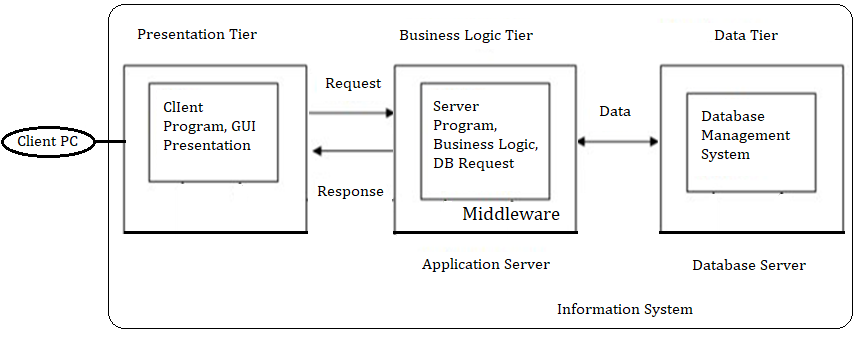 Presentation Tier
Business Logic Tier
Data Tier
Client PC
ClIent
Program, GUI
Presentation
Request
Response
Server
Program,
Business Logic,
DB Request
Middleware
Data
Database
Management
System
Application Server
Database Server
Information System